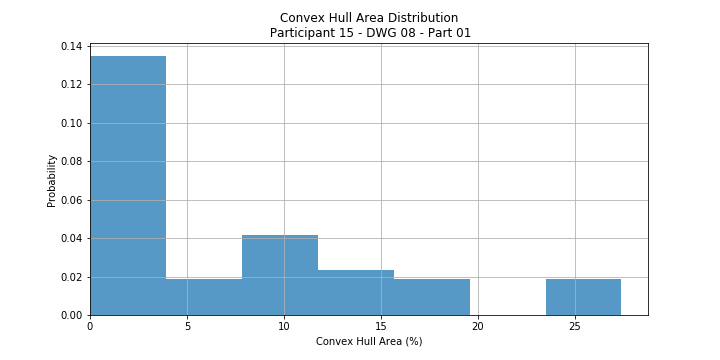 Convex Hull Area Distribution
Participant 15 - DWG 08 - Part 01
0.14
0.12
0.10
0.08
0.06
0.04
0.02
0.00
Probability
0 5 10 15 20 25
Convex Hull Area (%)